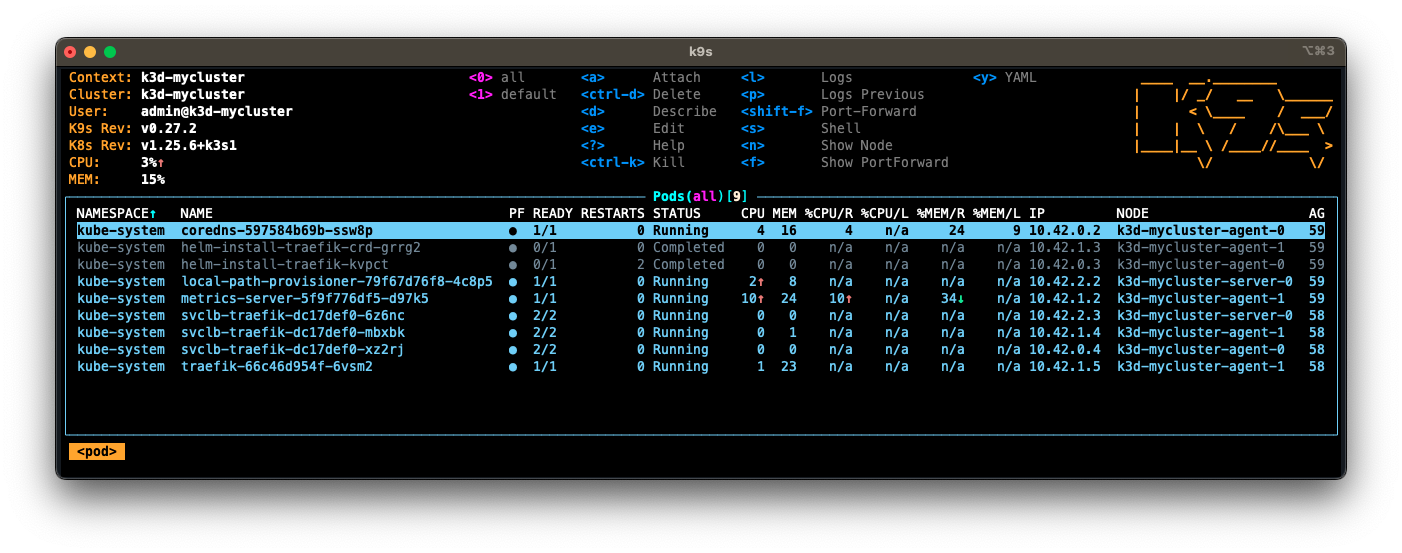 k9s
⌥⌘3
Context: k3d-mycluster <0> all <a> Attach <l> Logs <y> YAML
Cluster: k3d-mycluster <1> default <ctrl-d> Delete <p> Logs Previous
User: admin@k3d-mycluster <d> Describe <shift-f> Port-Forward
K9s Rev: v0.27.2 <e> Edit <s> Shell
K8s Rev: v1.25.6+k3s1 <?> Help <n> Show Node
CPU: 3%↑ <ctrl-k> Kill <f> Show PortForward
MEM: 15%
Pods(all)[9]
NAMESPACE↑ NAME PF READY RESTARTS STATUS CPU MEM %CPU/R %CPU/L %MEM/R %MEM/L IP NODE AG
kube-system coredns-597584b69b-ssw8p ● 1/1 0 Running 4 16 4 n/a 24 9 10.42.0.2 k3d-mycluster-agent-0 59
kube-system helm-install-traefik-crd-grrg2 ● 0/1 0 Completed 0 0 n/a n/a n/a n/a 10.42.1.3 k3d-mycluster-agent-1 59
kube-system helm-install-traefik-kvpct ● 0/1 2 Completed 0 0 n/a n/a n/a n/a 10.42.0.3 k3d-mycluster-agent-0 59
kube-system local-path-provisioner-79f67d76f8-4c8p5 ● 1/1 0 Running 2↑ 8 n/a n/a n/a n/a 10.42.2.2 k3d-mycluster-server-0 59
kube-system metrics-server-5f9f776df5-d97k5 ● 1/1 0 Running 10↑ 24 10↑ n/a 34↓ n/a 10.42.1.2 k3d-mycluster-agent-1 59
kube-system svclb-traefik-dc17def0-6z6nc ● 2/2 0 Running 0 0 n/a n/a n/a n/a 10.42.2.3 k3d-mycluster-server-0 58
kube-system svclb-traefik-dc17def0-mbxbk ● 2/2 0 Running 0 1 n/a n/a n/a n/a 10.42.1.4 k3d-mycluster-agent-1 58
kube-system svclb-traefik-dc17def0-xz2rj ● 2/2 0 Running 0 0 n/a n/a n/a n/a 10.42.0.4 k3d-mycluster-agent-0 58
kube-system traefik-66c46d954f-6vsm2 ● 1/1 0 Running 1 23 n/a n/a n/a n/a 10.42.1.5 k3d-mycluster-agent-1 58
<pod>